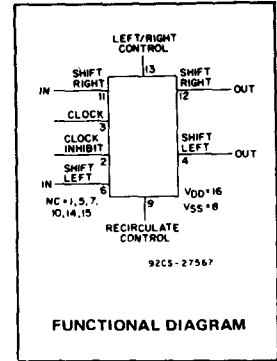 LEFT/RIGHT
CONTROL
13
IN SHIFT RIGHT 11
SHIFT RIGHT 12 OUT
CLOCK
3
CLOCK
INHIBIT
2
SHIFT LEFT 4 OUT
IN SHIFT LEFT 6
NC = 1, 5, 7,
10, 14, 15
9
VDD = 16
VSS = 8
RECIRCULATE
CONTROL
92CS-27567
FUNCTIONAL DIAGRAM